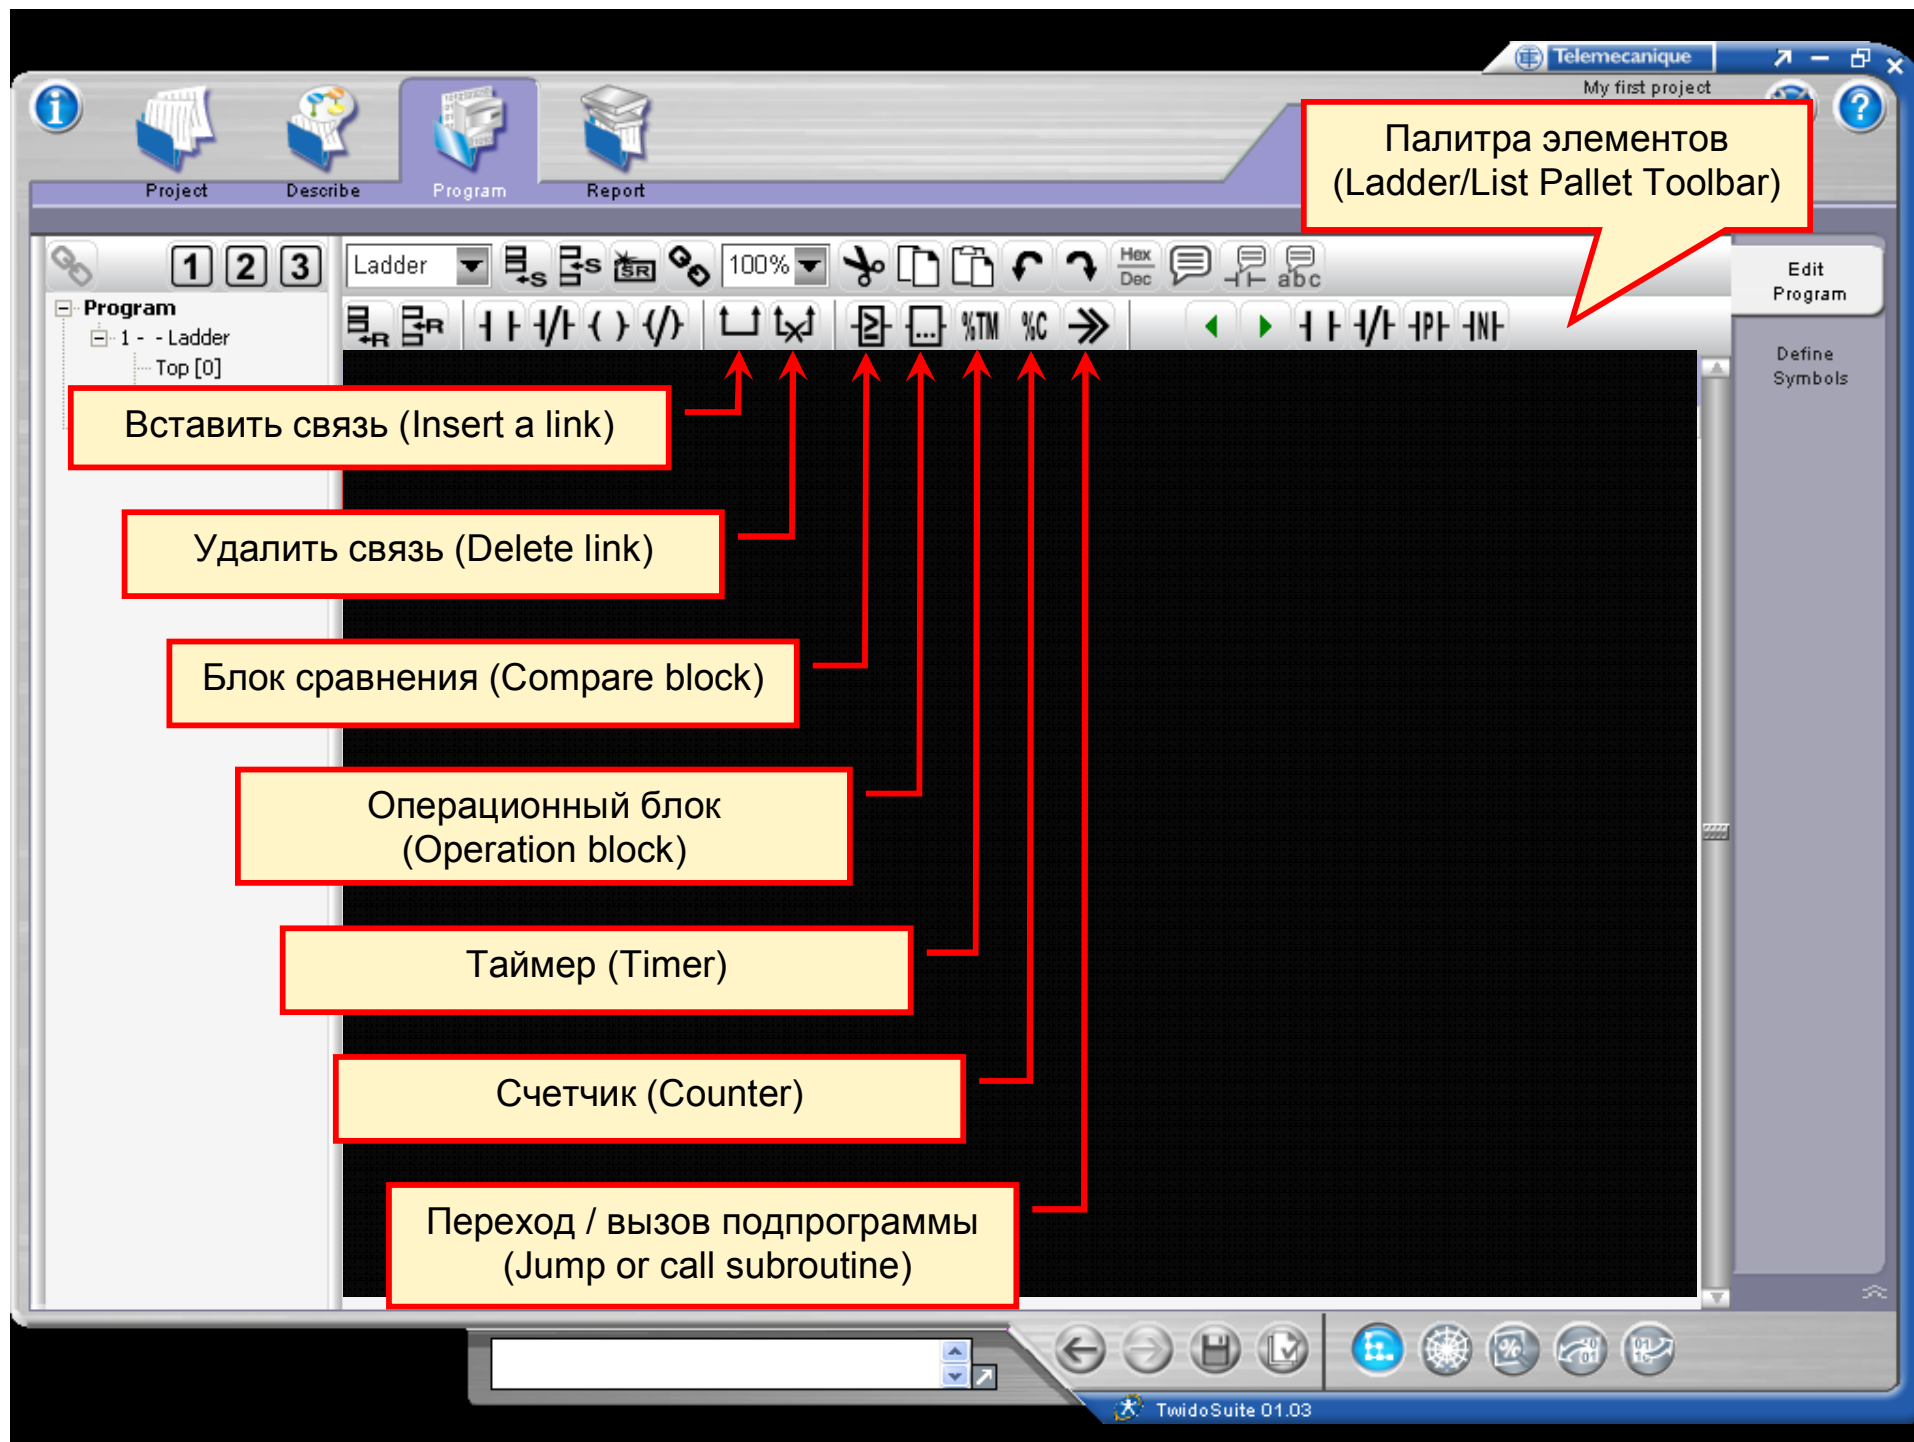 Telemecanique
My first project
Палитра элементов
(Ladder/List Pallet Toolbar)
Project
Describe
Program
Report
1 2 3
Ladder
S
S
SR
100%
Hex
Dec
abc
Edit
Program
Program
1 - - Ladder
Top [0]
R
R
%TM
%C
P
N
Define
Symbols
Вставить связь (Insert a link)
Удалить связь (Delete link)
Блок сравнения (Compare block)
Операционный блок
(Operation block)
Таймер (Timer)
Счетчик (Counter)
Переход / вызов подпрограммы
(Jump or call subroutine)
TwidoSuite 01.03